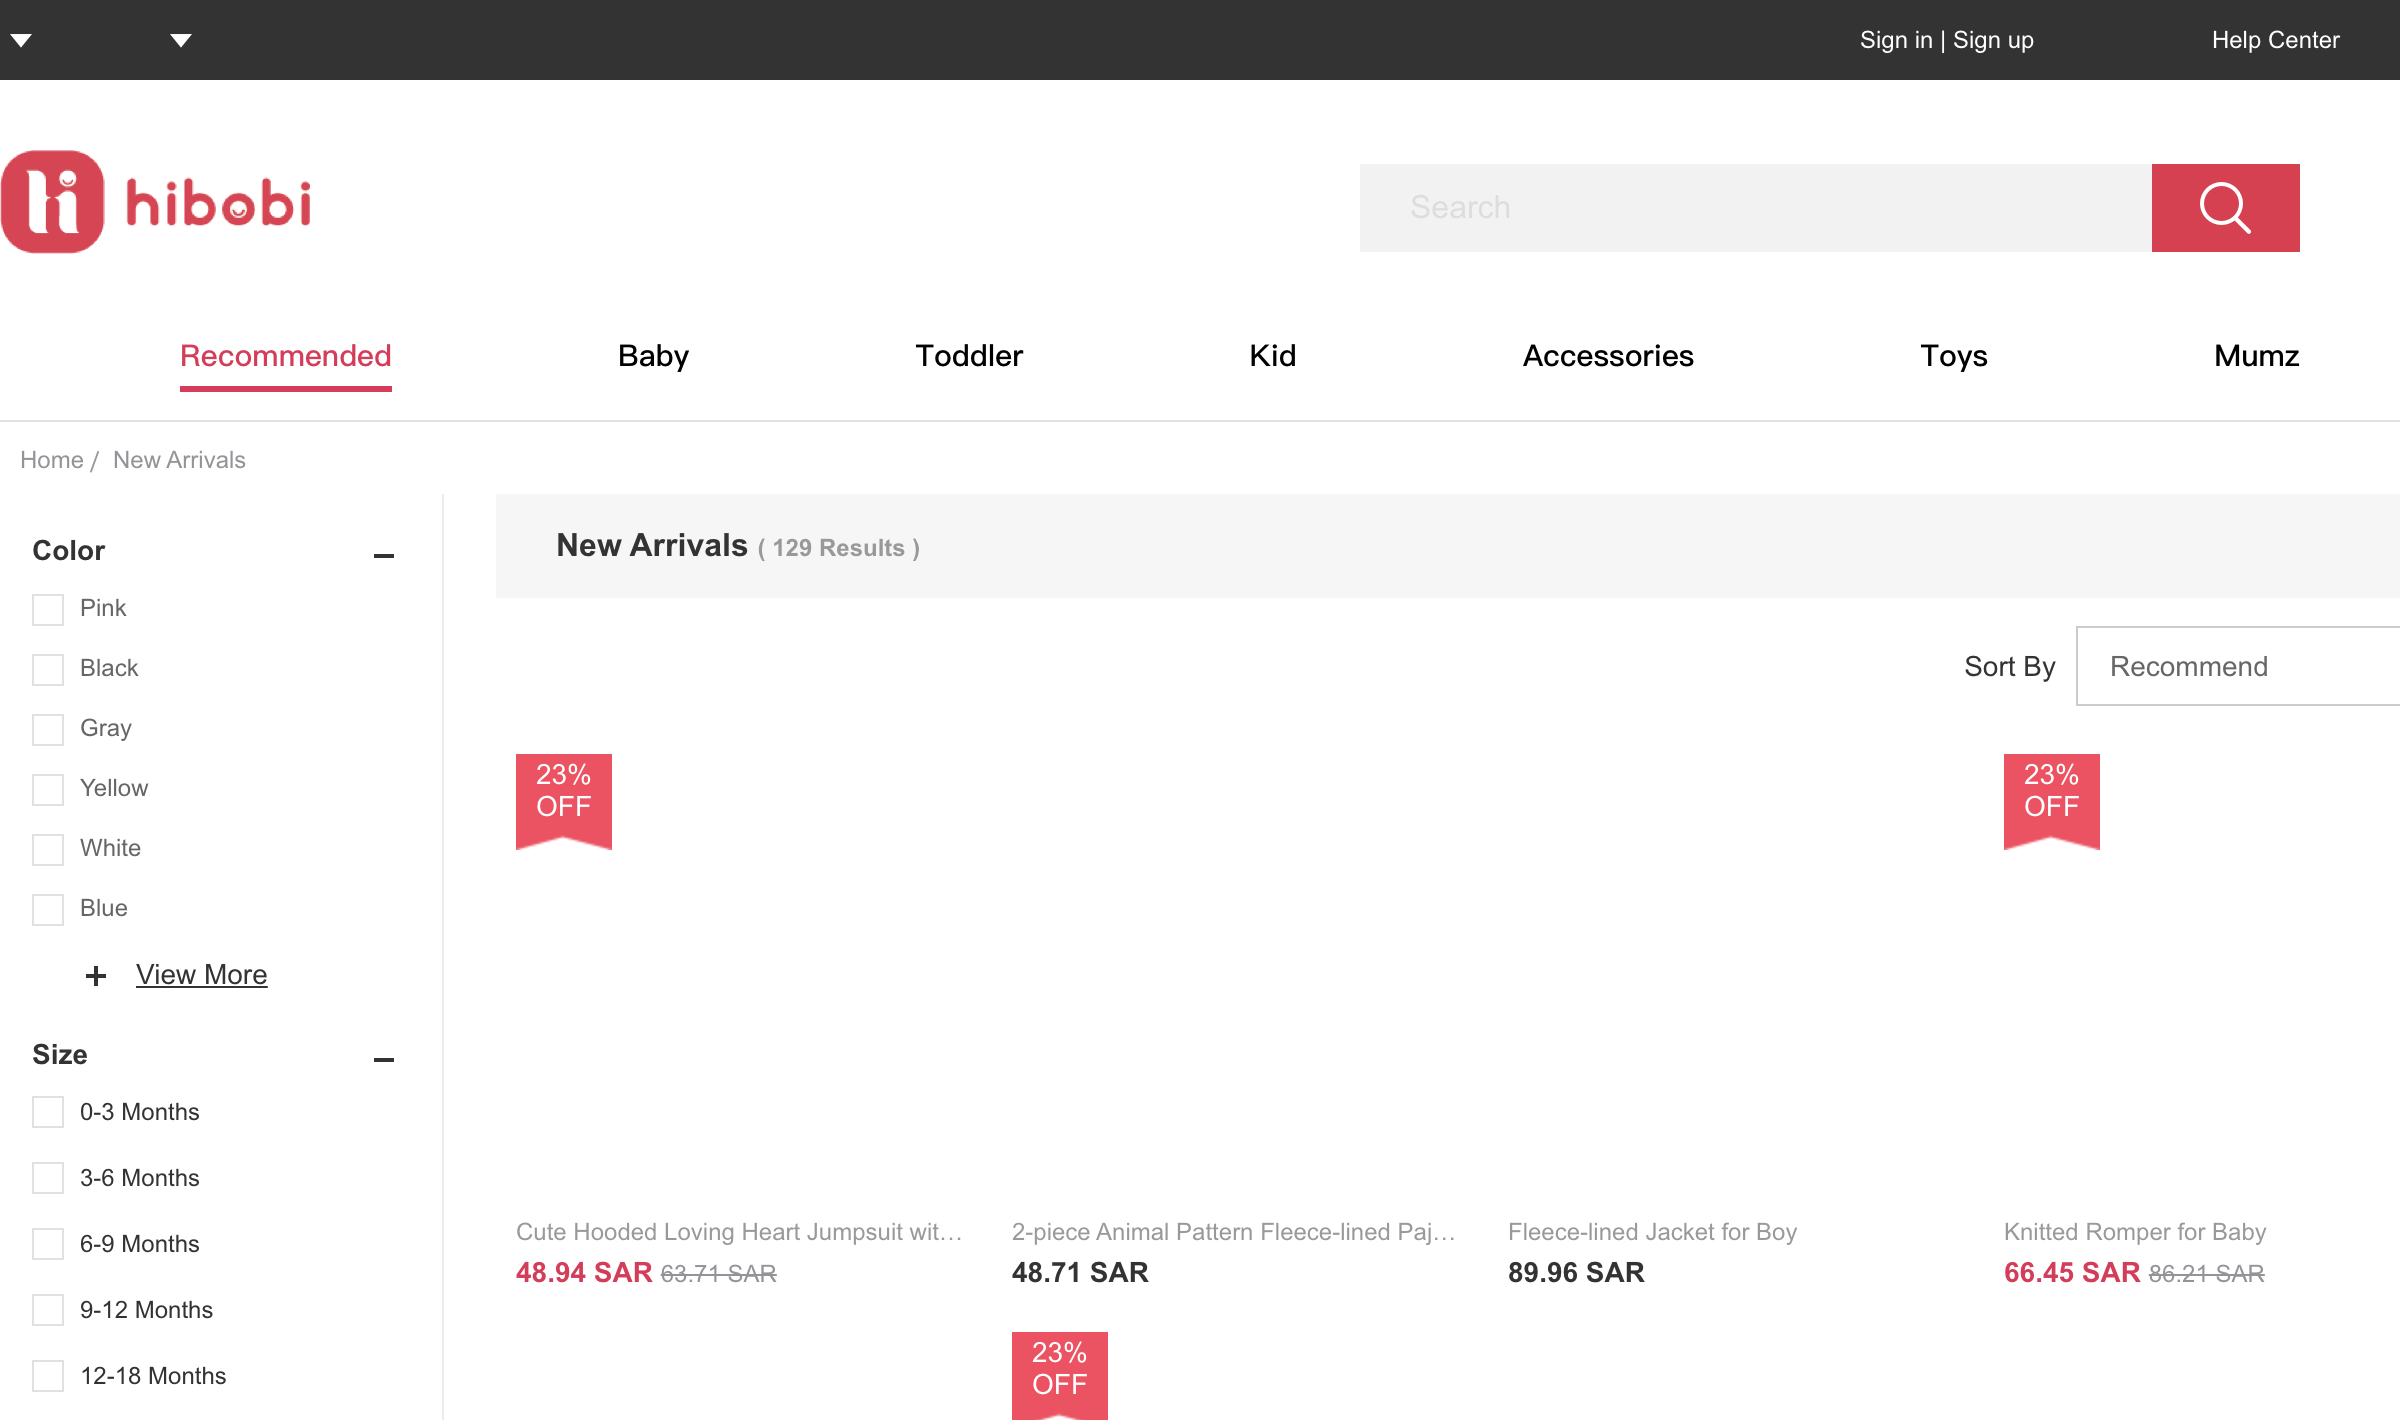 Sign in | Sign up
Help Center
hibobi
Search
Recommended
Baby
Toddler
Kid
Accessories
Toys
Mumz
Home / New Arrivals
Color
Pink
Black
Gray
Yellow
White
Blue
View More
Size
0-3 Months
3-6 Months
6-9 Months
9-12 Months
12-18 Months
New Arrivals ( 129 Results )
Sort By
Recommend
23%
OFF
Cute Hooded Loving Heart Jumpsuit wit…
48.94 SAR 63.71 SAR
2-piece Animal Pattern Fleece-lined Paj…
48.71 SAR
Fleece-lined Jacket for Boy
89.96 SAR
23%
OFF
Knitted Romper for Baby
66.45 SAR 86.21 SAR
23%
OFF